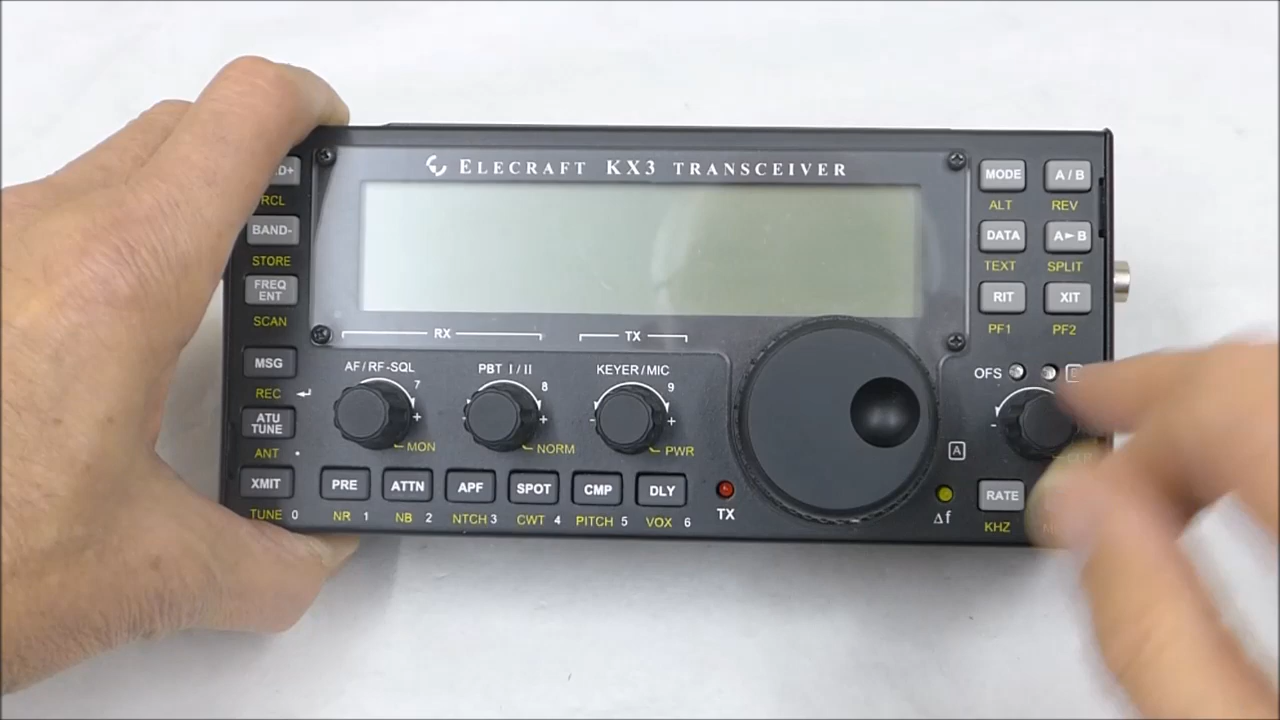 ELECRAFT KX3 TRANSCEIVER
RCL
BAND-
STORE
FREQ
ENT
SCAN
MSG
REC
ATU
TUNE
ANT
XMIT
TUNE 0
RX
TX
AF/RF-SQL
7
+
MON
PBT I/II
8
+
NORM
KEYER/MIC
9
- +
PWR
PRE
NR 1
ATTN
NB 2
APF
NTCH 3
SPOT
CWT 4
CMP
PITCH 5
DLY
VOX 6
TX
A
Δf
MODE
ALT
A/B
REV
DATA
TEXT
A►B
SPLIT
RIT
PF1
XIT
PF2
OFS
-
RATE
KHZ